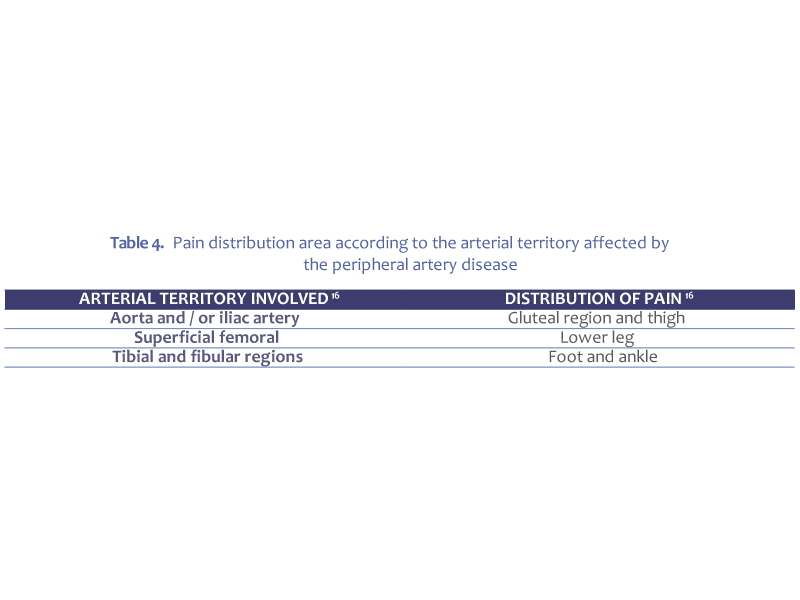 Table 4. Pain distribution area according to the arterial territory affected by
the peripheral artery disease
ARTERIAL TERRITORY INVOLVED 16 DISTRIBUTION OF PAIN 16
Aorta and / or iliac artery Gluteal region and thigh
Superficial femoral Lower leg
Tibial and fibular regions Foot and ankle